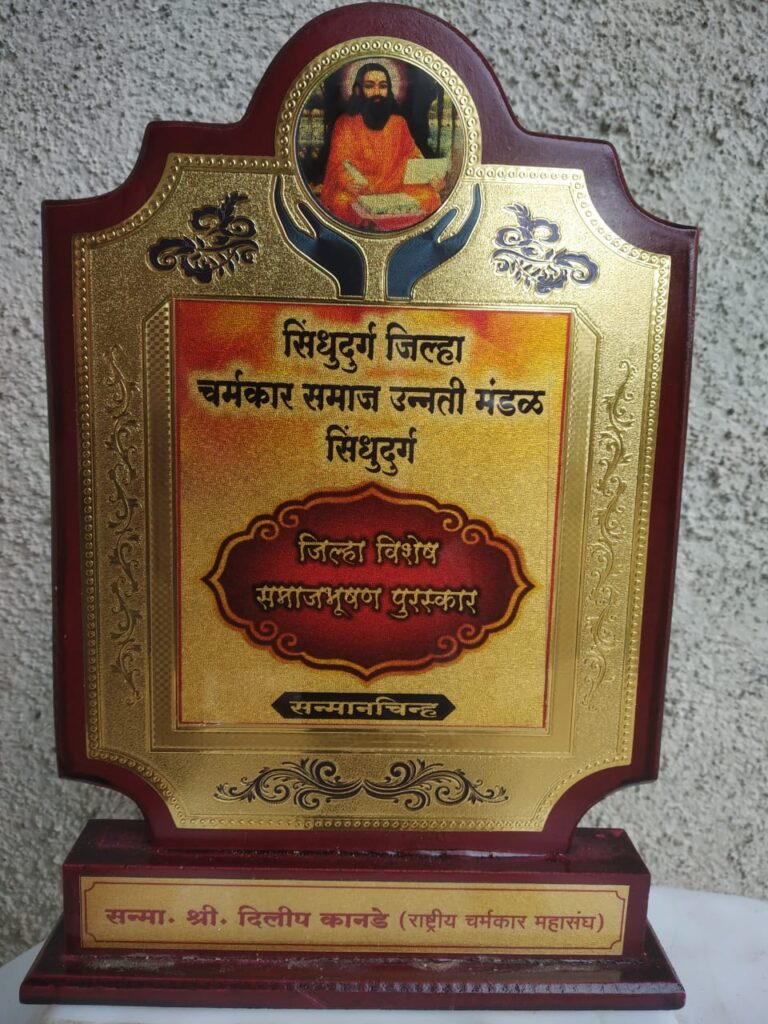 सिंधुदुर्ग जिल्हा
चर्मकार समाज उन्नती मंडळ
सिंधुदुर्ग
जिल्हा विशेष
समाजभूषण पुरस्कार
सन्मानचिन्ह
सन्मा. श्री. दिलीप कानडे (राष्ट्रीय चर्मकार महासंघ)